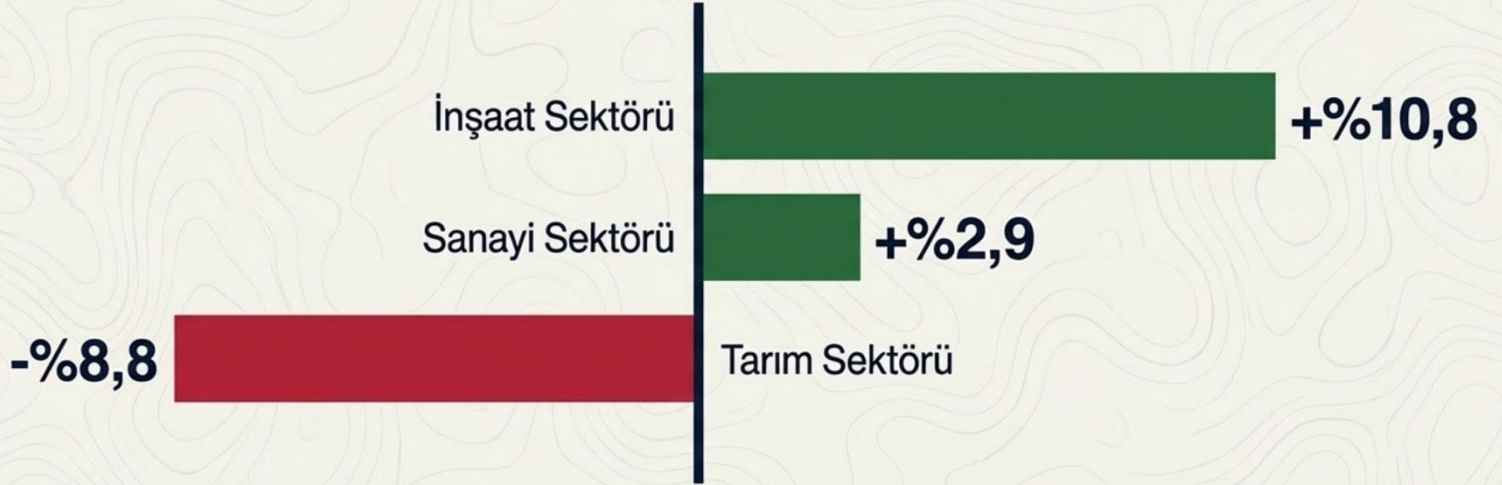 İnşaat Sektörü +%10,8
Sanayi Sektörü +%2,9
-%8,8 Tarım Sektörü